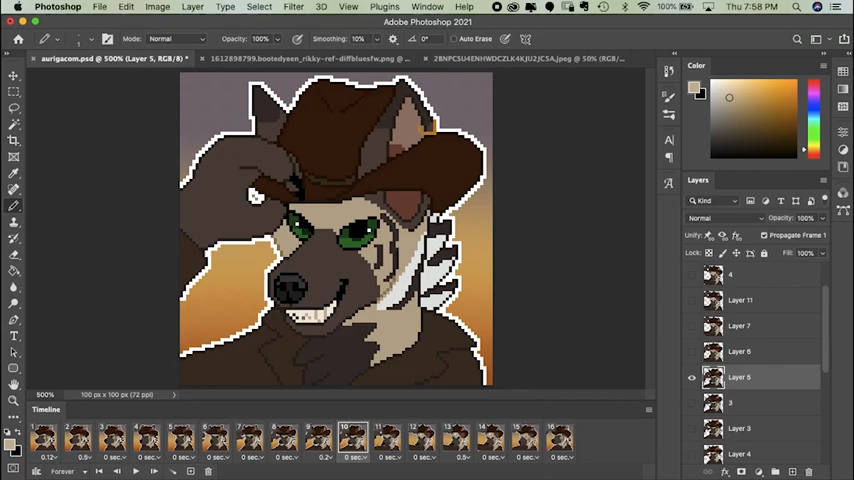 Photoshop File Edit Image Layer Type Select Filter 3D View Plugins Window Help 100% Thu 7:58 PM
Adobe Photoshop 2021
1 Mode: Normal Opacity: 100% Smoothing: 10% 0° Auto Erase
aurigacom.psd @ 500% (Layer 5, RGB/8) * 1612898799.bootedyeen_rikky-ref-diffbluesfw.png @ ... 2BNPC5U4ENHWDCZLK4KJU2JC5A.jpeg @ 50% (RGB/...
Color
Layers
Kind
Normal Opacity: 100%
Unify: Propagate Frame 1
Lock: Fill: 100%
4
Layer 11
Layer 7
Layer 6
Layer 5
3
Layer 3
Layer 4
500% 100 px x 100 px (72 ppi)
Timeline
1 2 3 4 5 6 7 8 9 10 11 12 13 14 15 16
0.12 0.5 0 sec. 0 sec. 0 sec. 0 sec. 0 sec. 0 sec. 0.2 0 sec. 0 sec. 0 sec. 0.5 0 sec. 0 sec. 0 sec.
Forever